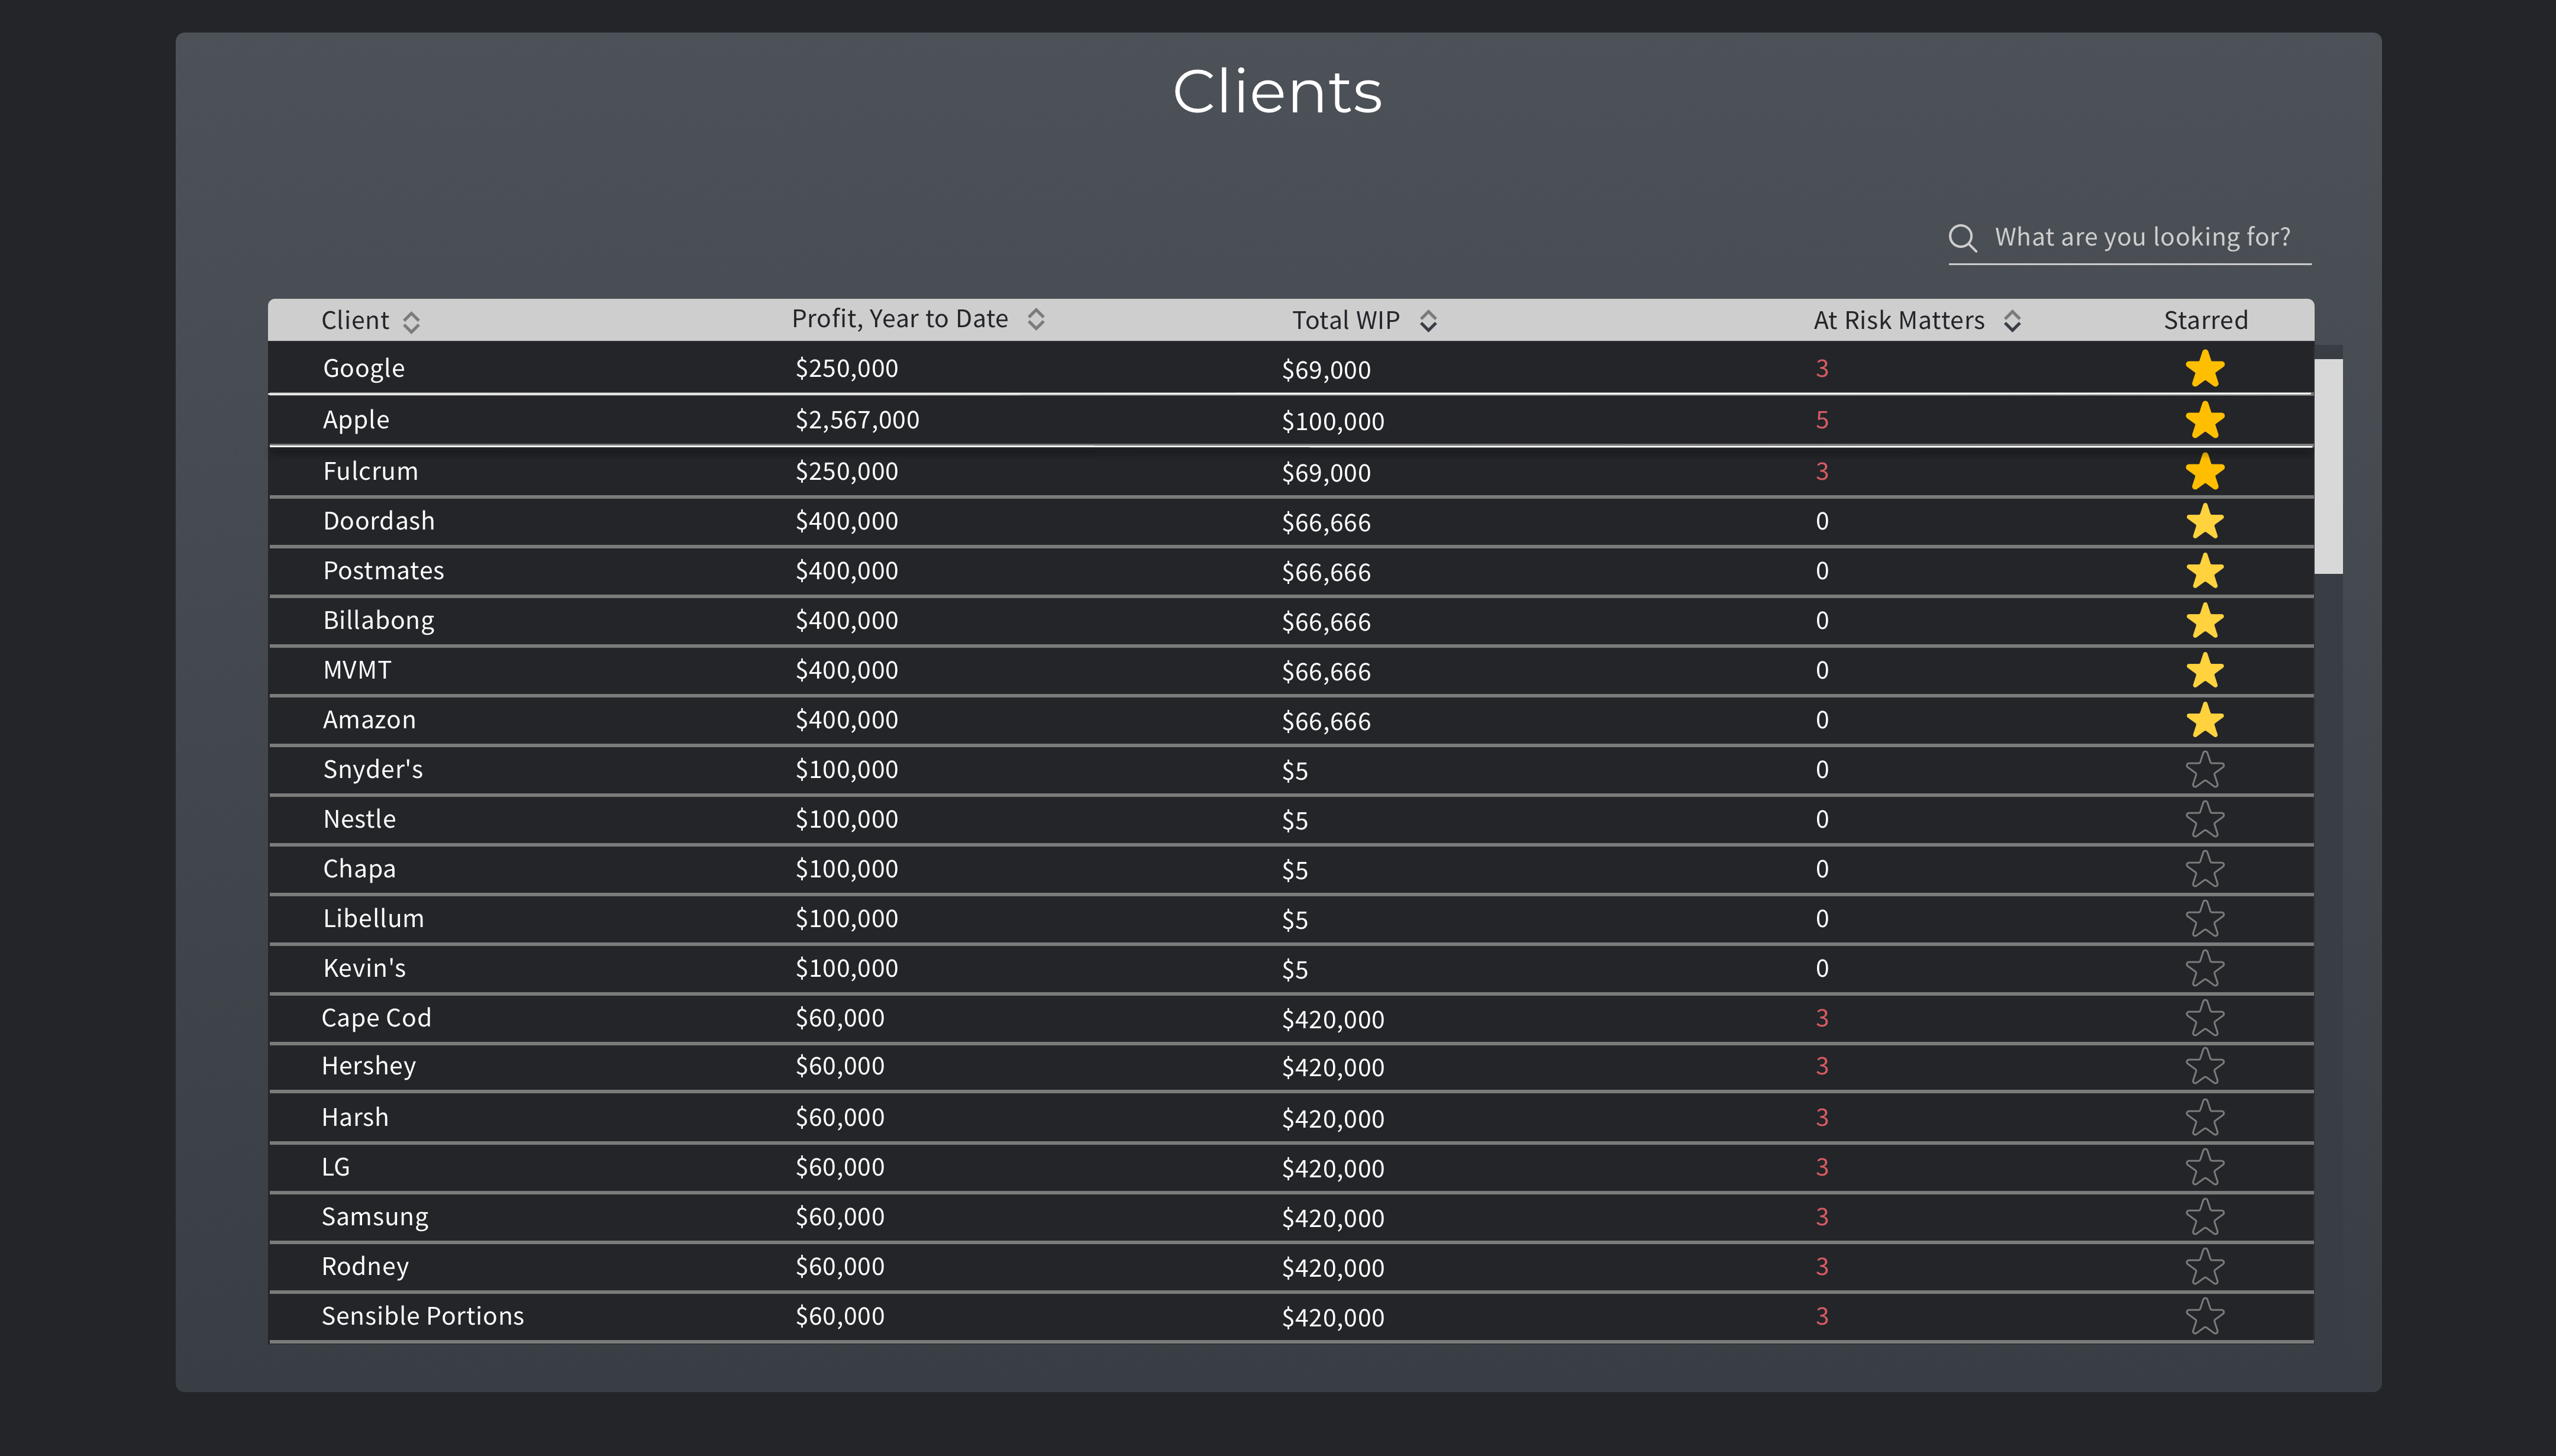 Clients
What are you looking for?
Client Profit, Year to Date Total WIP At Risk Matters Starred
Google $250,000 $69,000 3
Apple $2,567,000 $100,000 5
Fulcrum $250,000 $69,000 3
Doordash $400,000 $66,666 0
Postmates $400,000 $66,666 0
Billabong $400,000 $66,666 0
MVMT $400,000 $66,666 0
Amazon $400,000 $66,666 0
Snyder's $100,000 $5 0
Nestle $100,000 $5 0
Chapa $100,000 $5 0
Libellum $100,000 $5 0
Kevin's $100,000 $5 0
Cape Cod $60,000 $420,000 3
Hershey $60,000 $420,000 3
Harsh $60,000 $420,000 3
LG $60,000 $420,000 3
Samsung $60,000 $420,000 3
Rodney $60,000 $420,000 3
Sensible Portions $60,000 $420,000 3